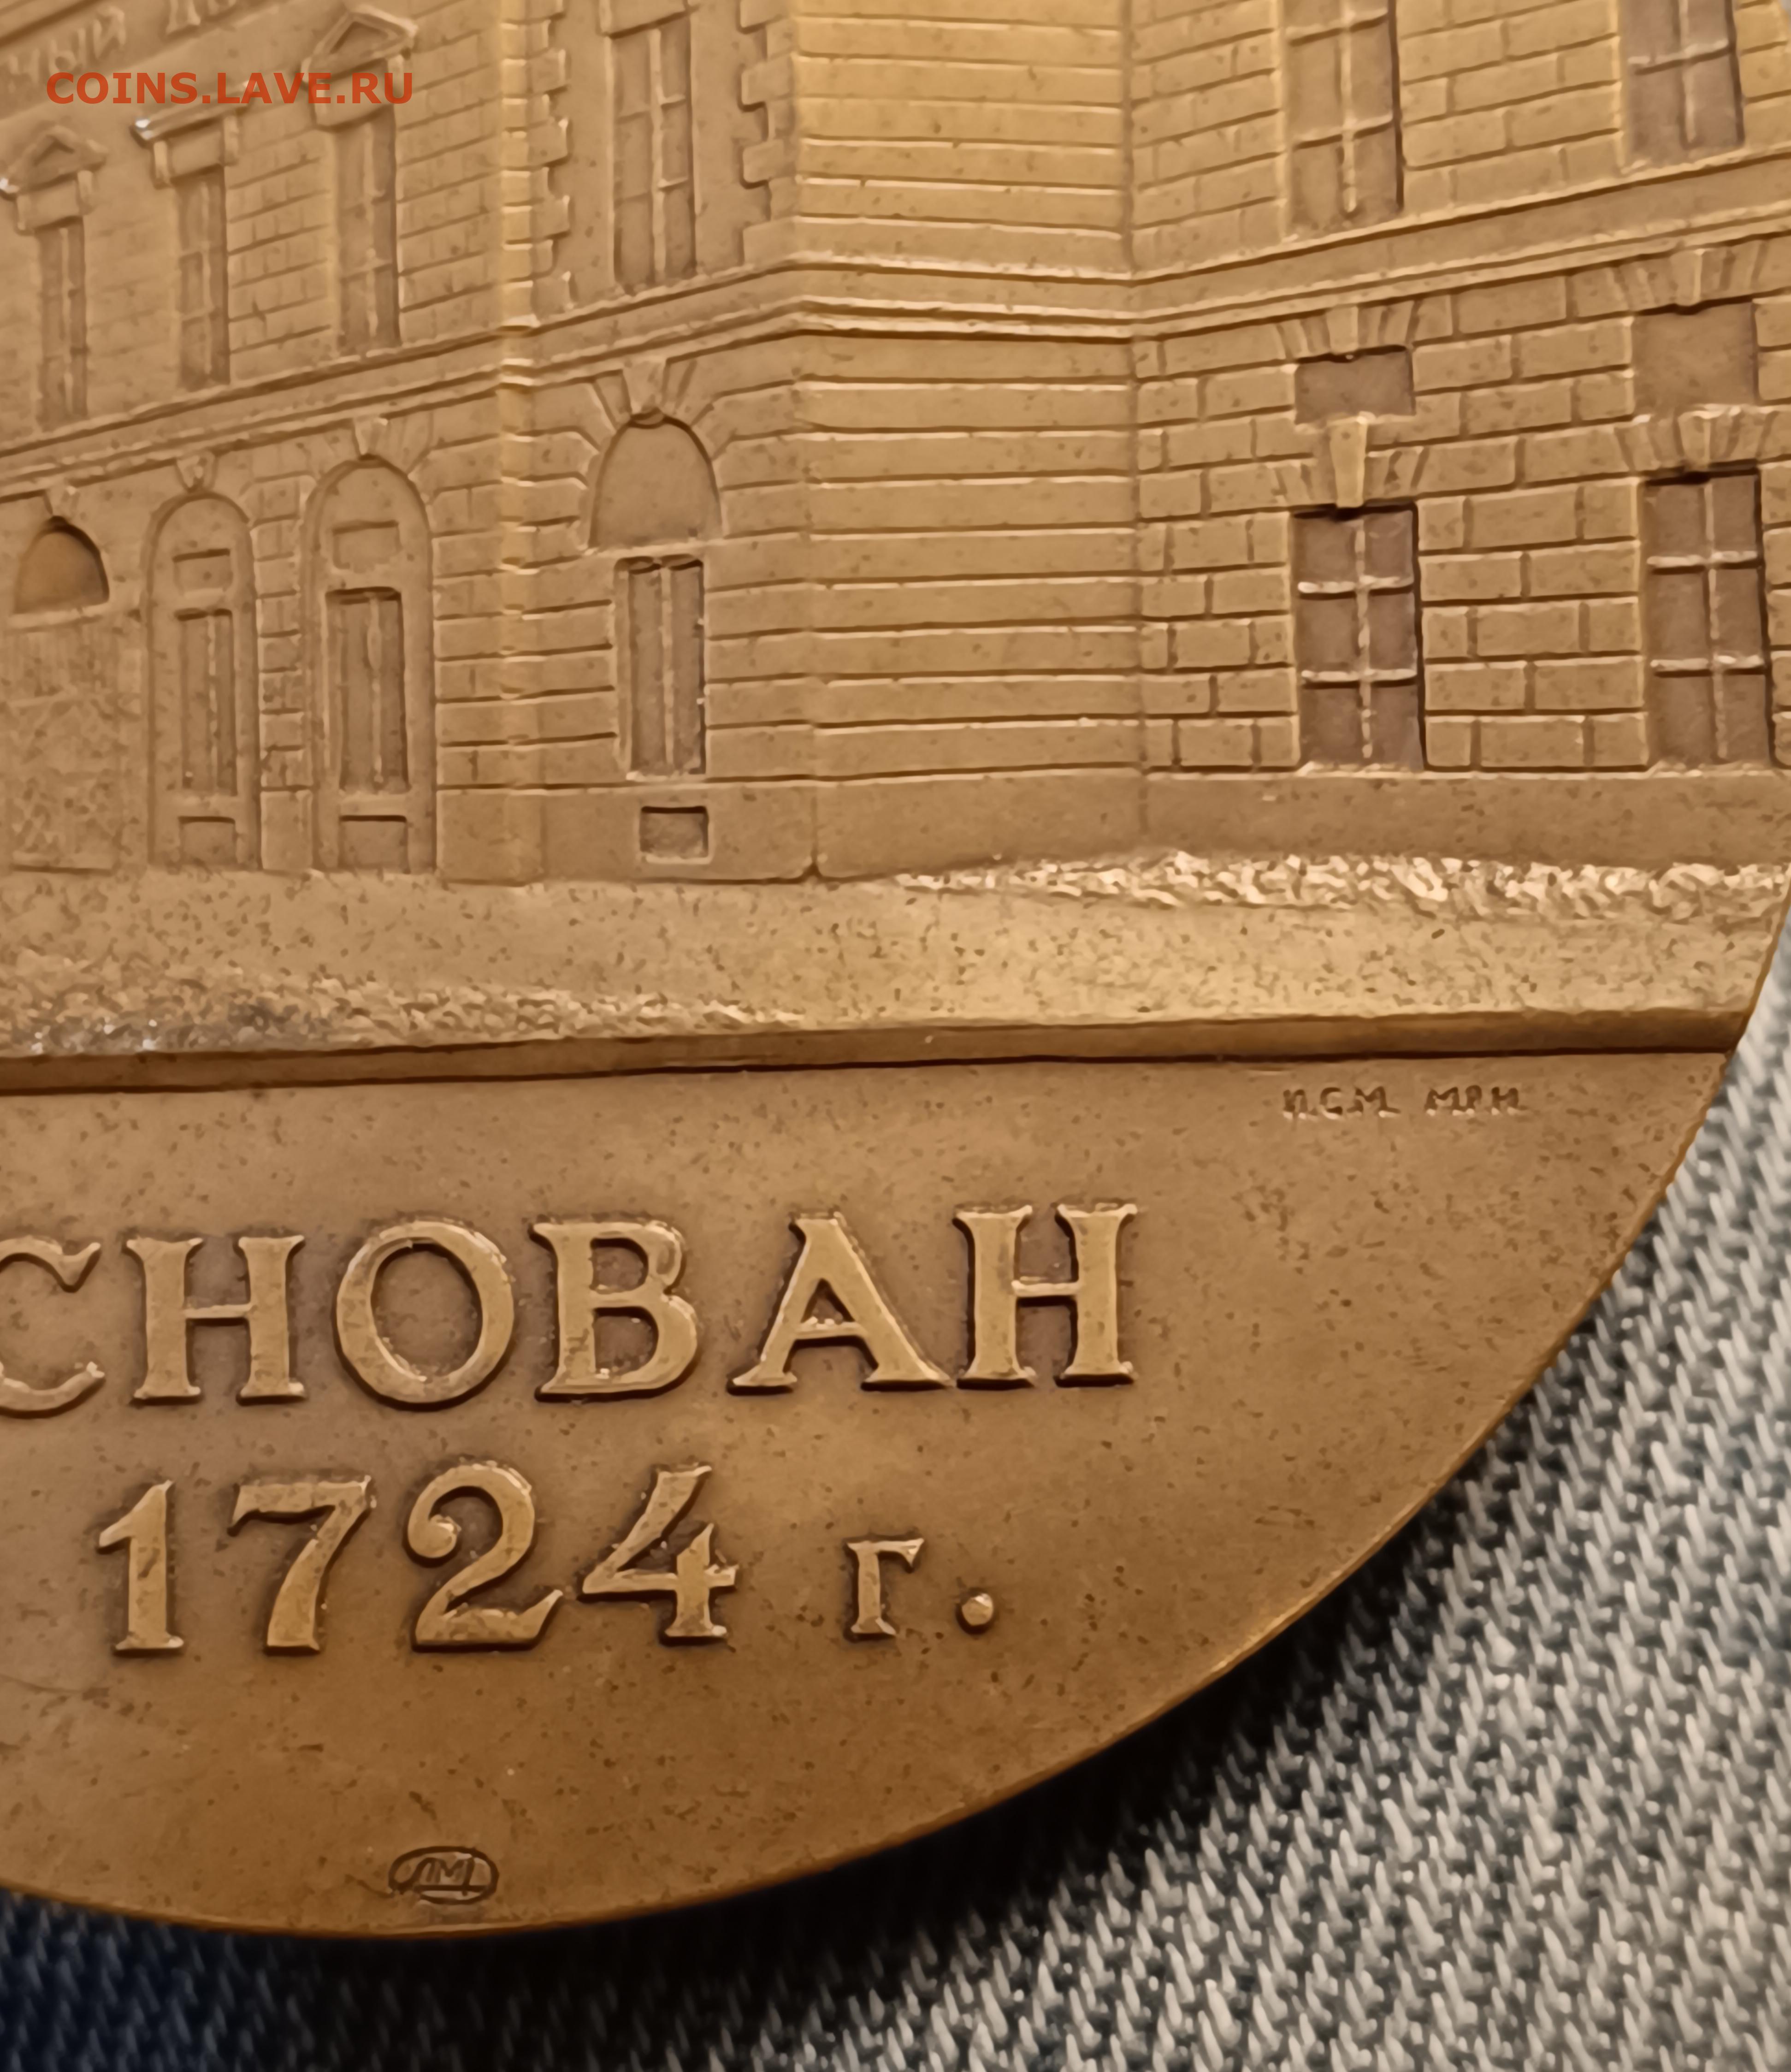 COINS.LAVE.RU
СНОВАН
1724 г.
ЛМД